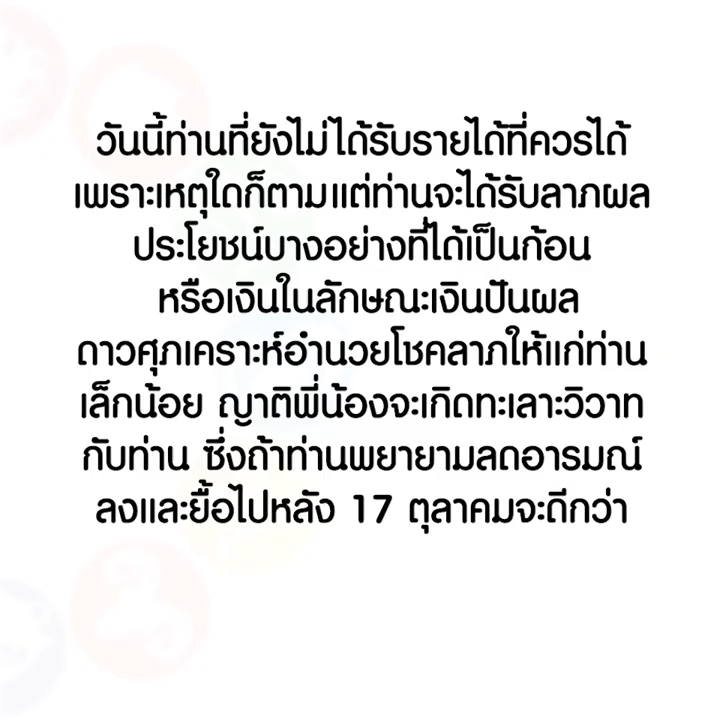 วันนี้ท่านที่ยังไม่ได้รับรายได้ที่ควรได้
เพราะเหตุใดก็ตามแต่ท่านจะได้รับลาภผล
ประโยชน์บางอย่างที่ได้เป็นก้อน
หรือเงินในลักษณะเงินปันผล
ดาวศุภเคราะห์อำนวยโชคลาภให้แก่ท่าน
เล็กน้อย ญาติพี่น้องจะเกิดทะเลาะวิวาท
กับท่าน ซึ่งถ้าท่านพยายามลดอารมณ์
ลงและยื้อไปหลัง 17 ตุลาคมจะดีกว่า